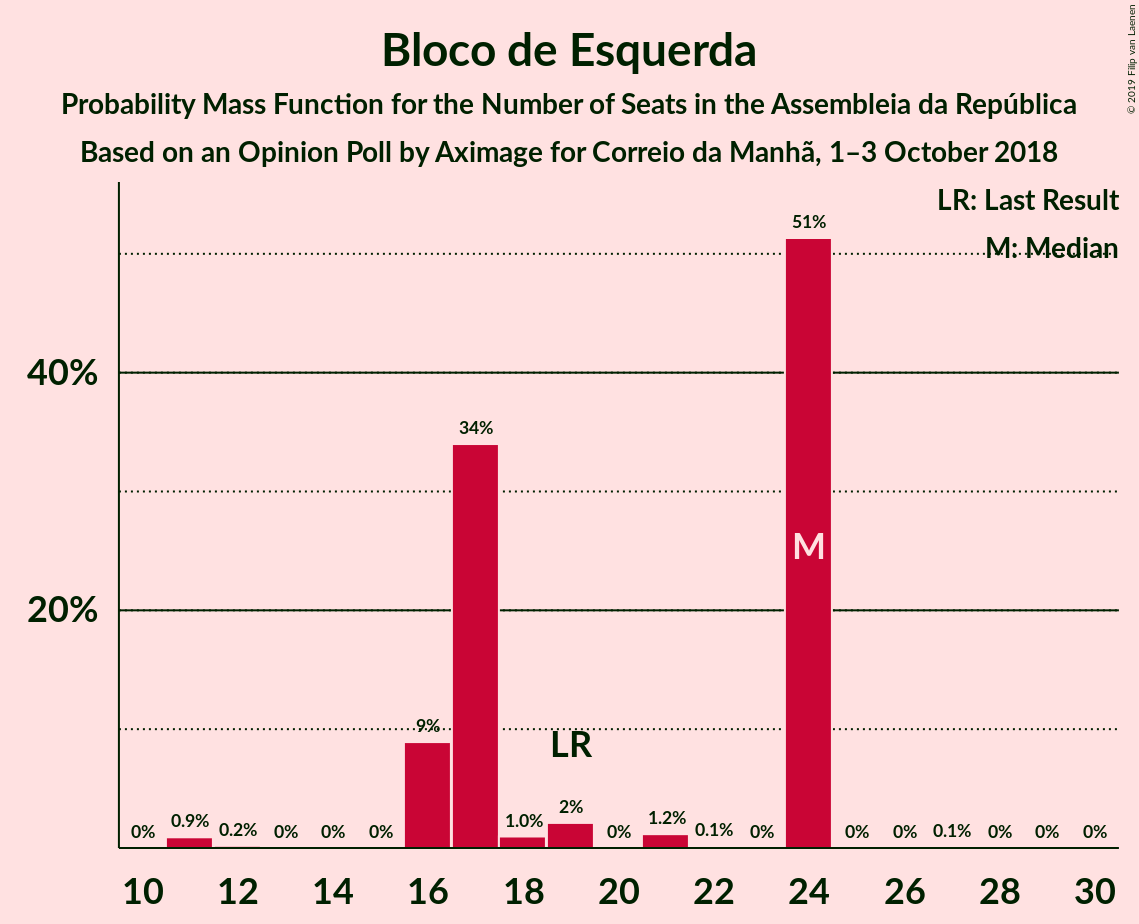 Bloco de Esquerda
Probability Mass Function for the Number of Seats in the Assembleia da República
Based on an Opinion Poll by Aximage for Correio da Manhã, 1–3 October 2018
© 2019 Filip van Laenen
LR: Last Result
M: Median
40%
20%
0%
0.9%
0.2%
0%
0%
0%
9%
34%
1.0%
2%
0%
1.2%
0.1%
0%
51%
0%
0%
0.1%
0%
0%
0%
LR
M
10 12 14 16 18 20 22 24 26 28 30